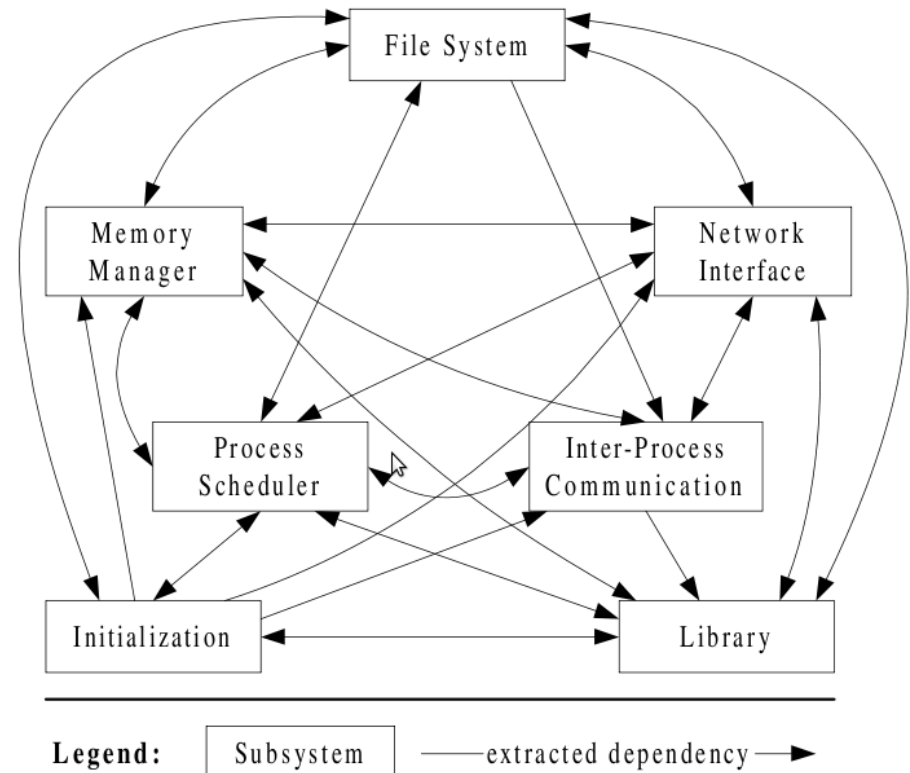 File System
Memory
Manager
Network
Interface
Process
Scheduler
Inter-Process
Communication
Initialization
Library
Legend:
Subsystem
extracted dependency